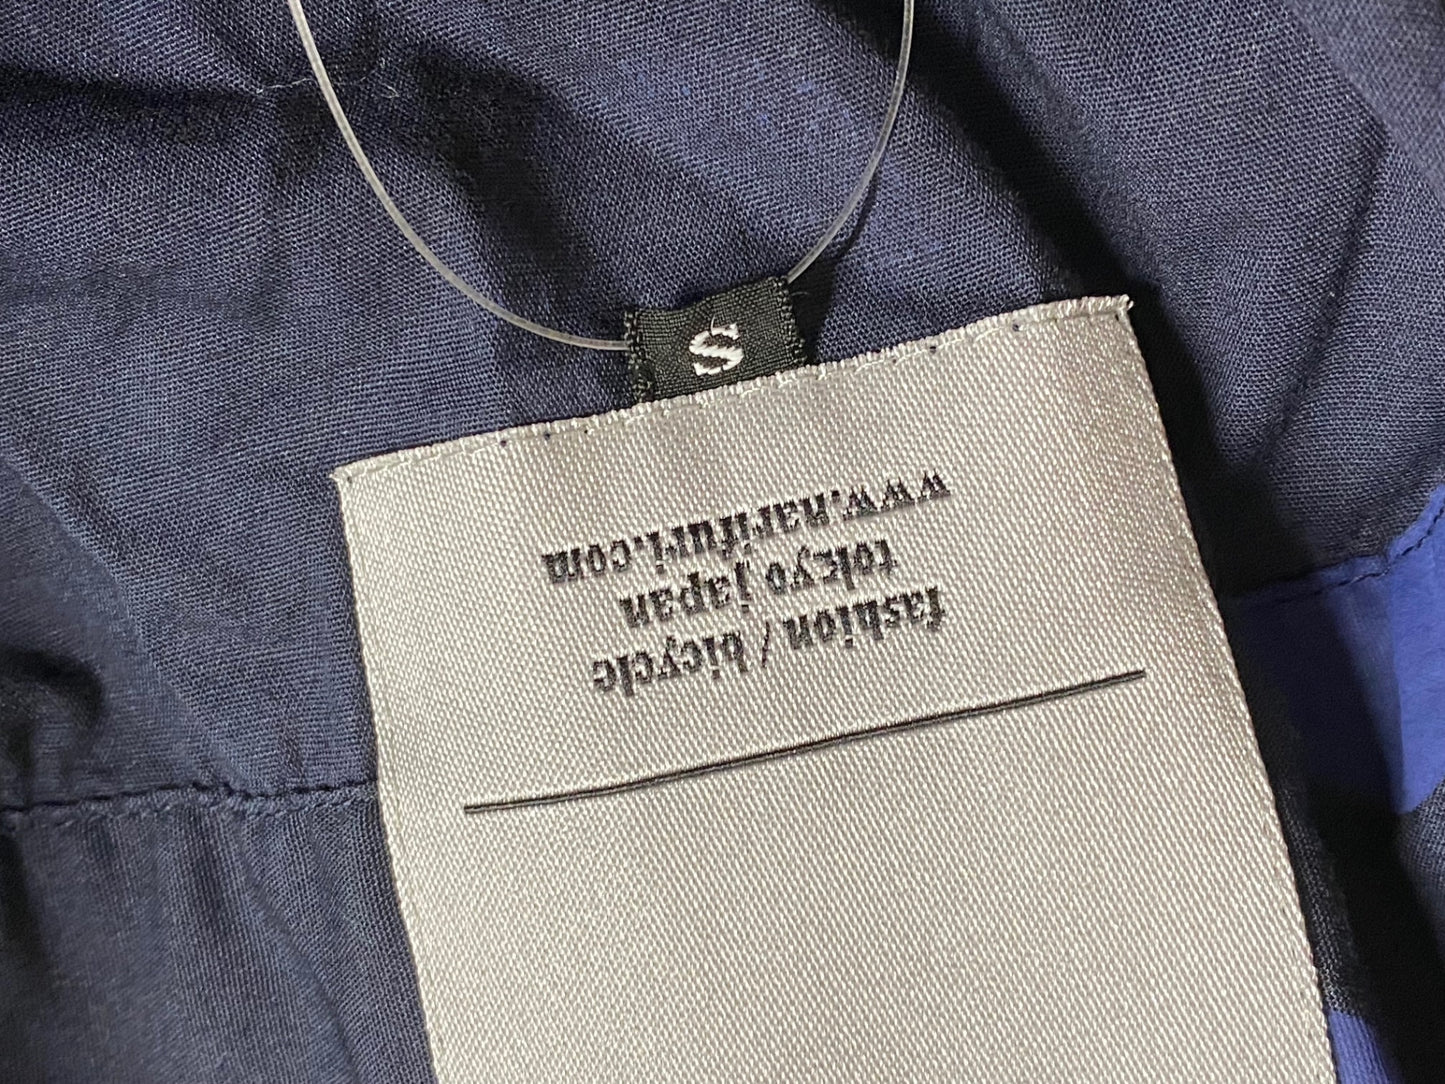 fashion / bicycle
tokyo japan
www.narifuri.com
S